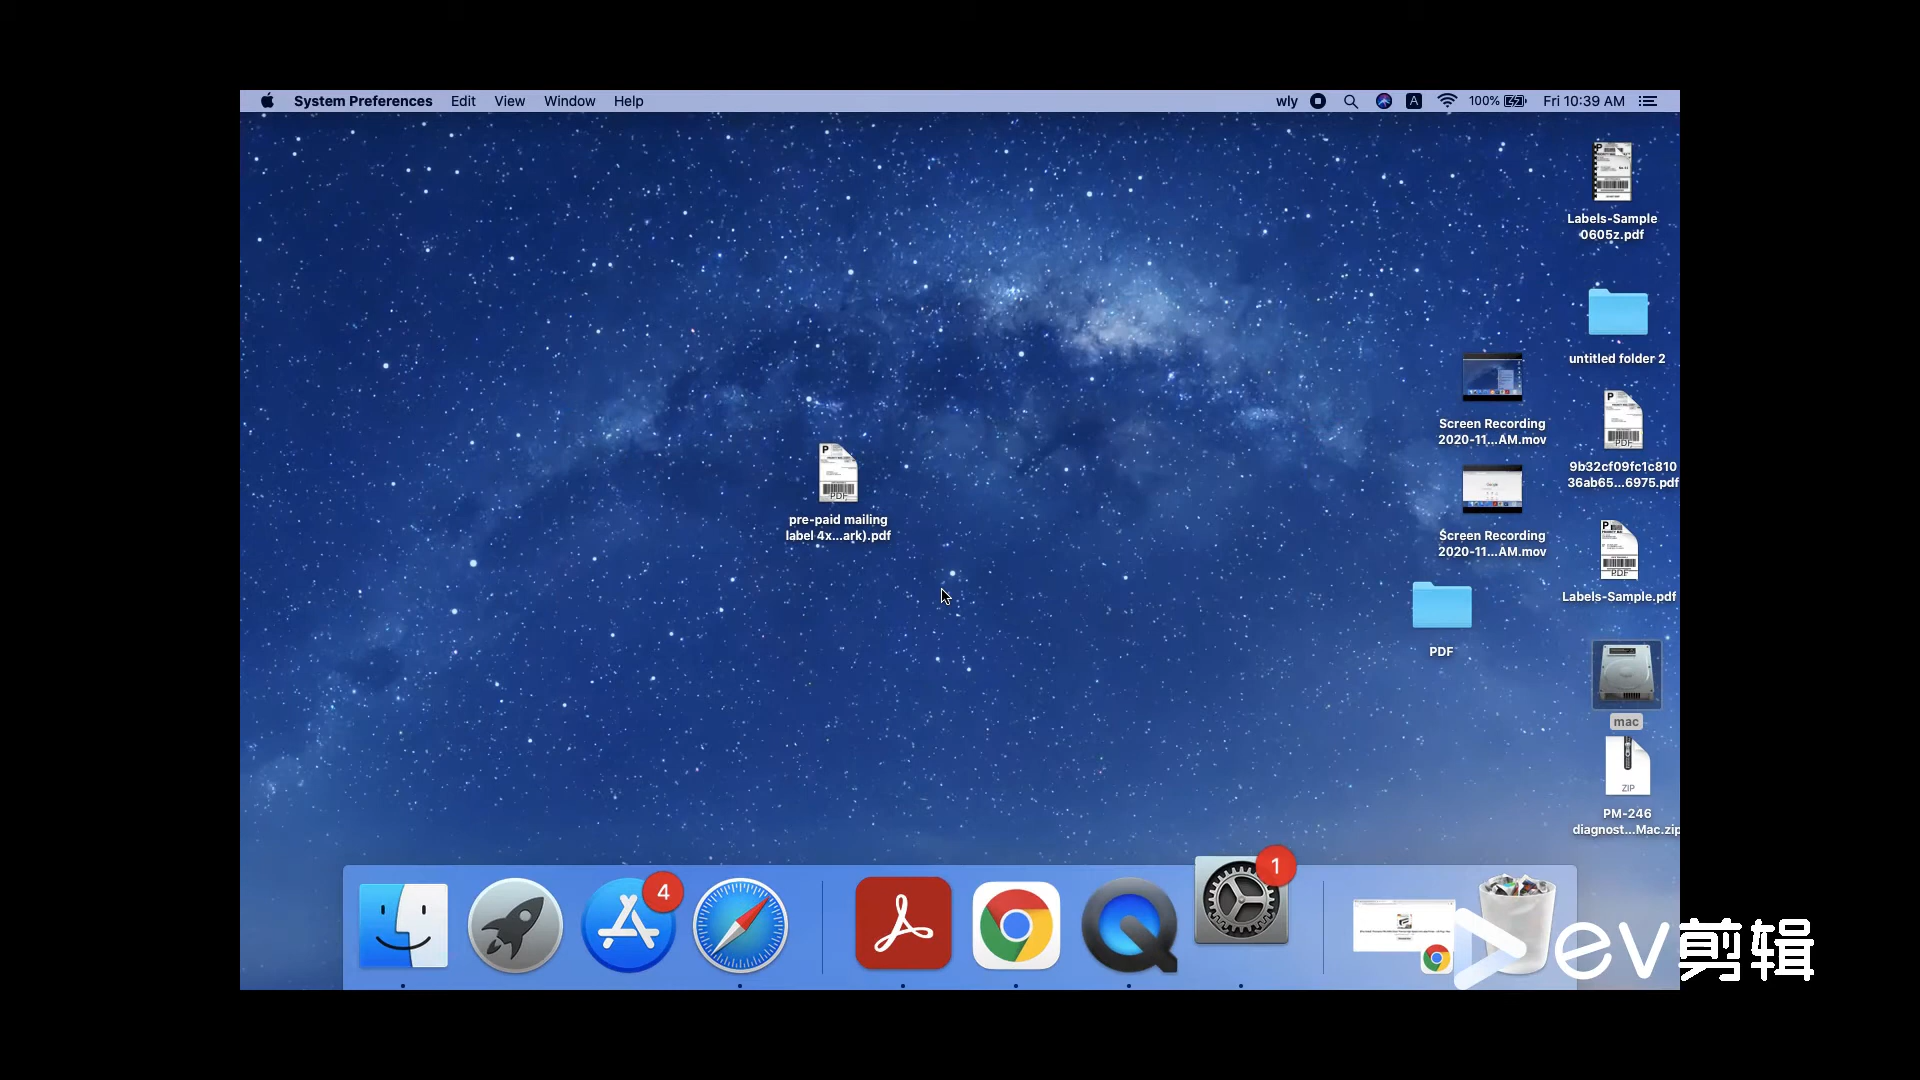 System Preferences Edit View Window Help wly A 100% Fri 10:39 AM
Labels-Sample
0605z.pdf
untitled folder 2
Screen Recording
2020-11...AM.mov
9b32cf09fc1c810
36ab65...6975.pdf
pre-paid mailing
label 4x...ark).pdf
Screen Recording
2020-11...AM.mov
Labels-Sample.pdf
PDF
mac
ZIP
PM-246
diagnost...Mac.zip
4
1
ev剪辑